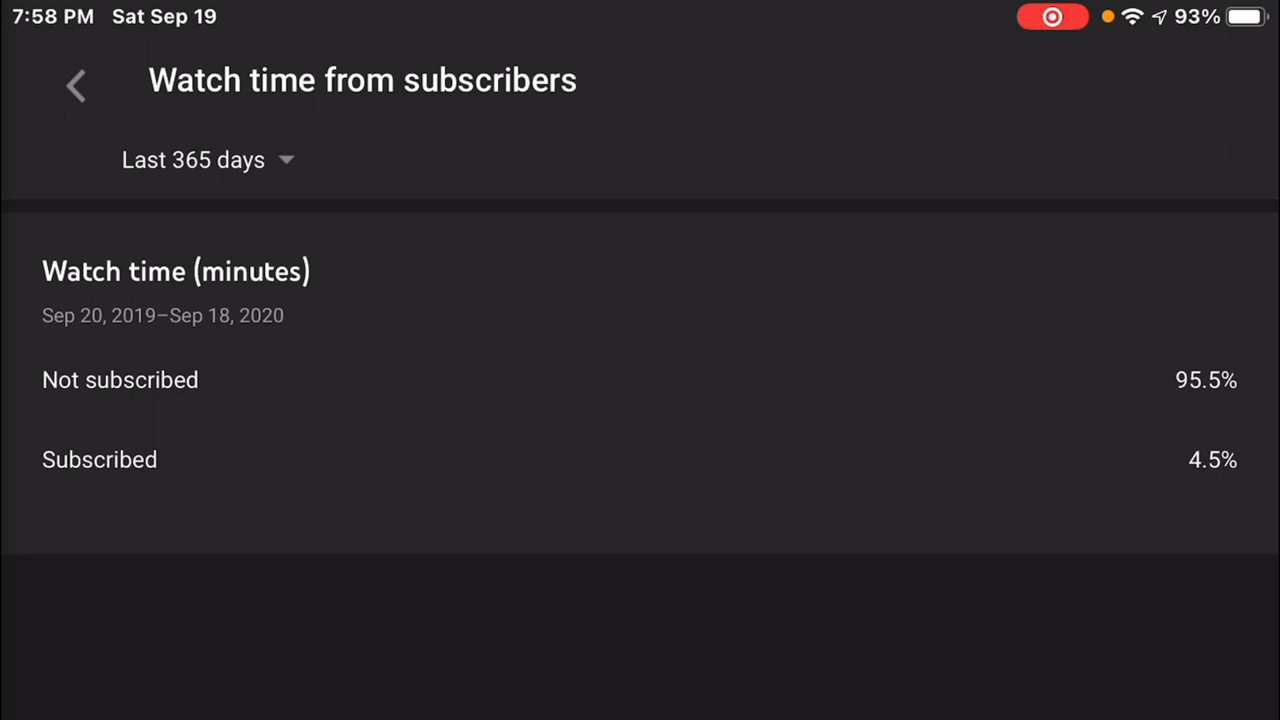 7:58 PM Sat Sep 19 93%
Watch time from subscribers
Last 365 days
Watch time (minutes)
Sep 20, 2019–Sep 18, 2020
Not subscribed 95.5%
Subscribed 4.5%